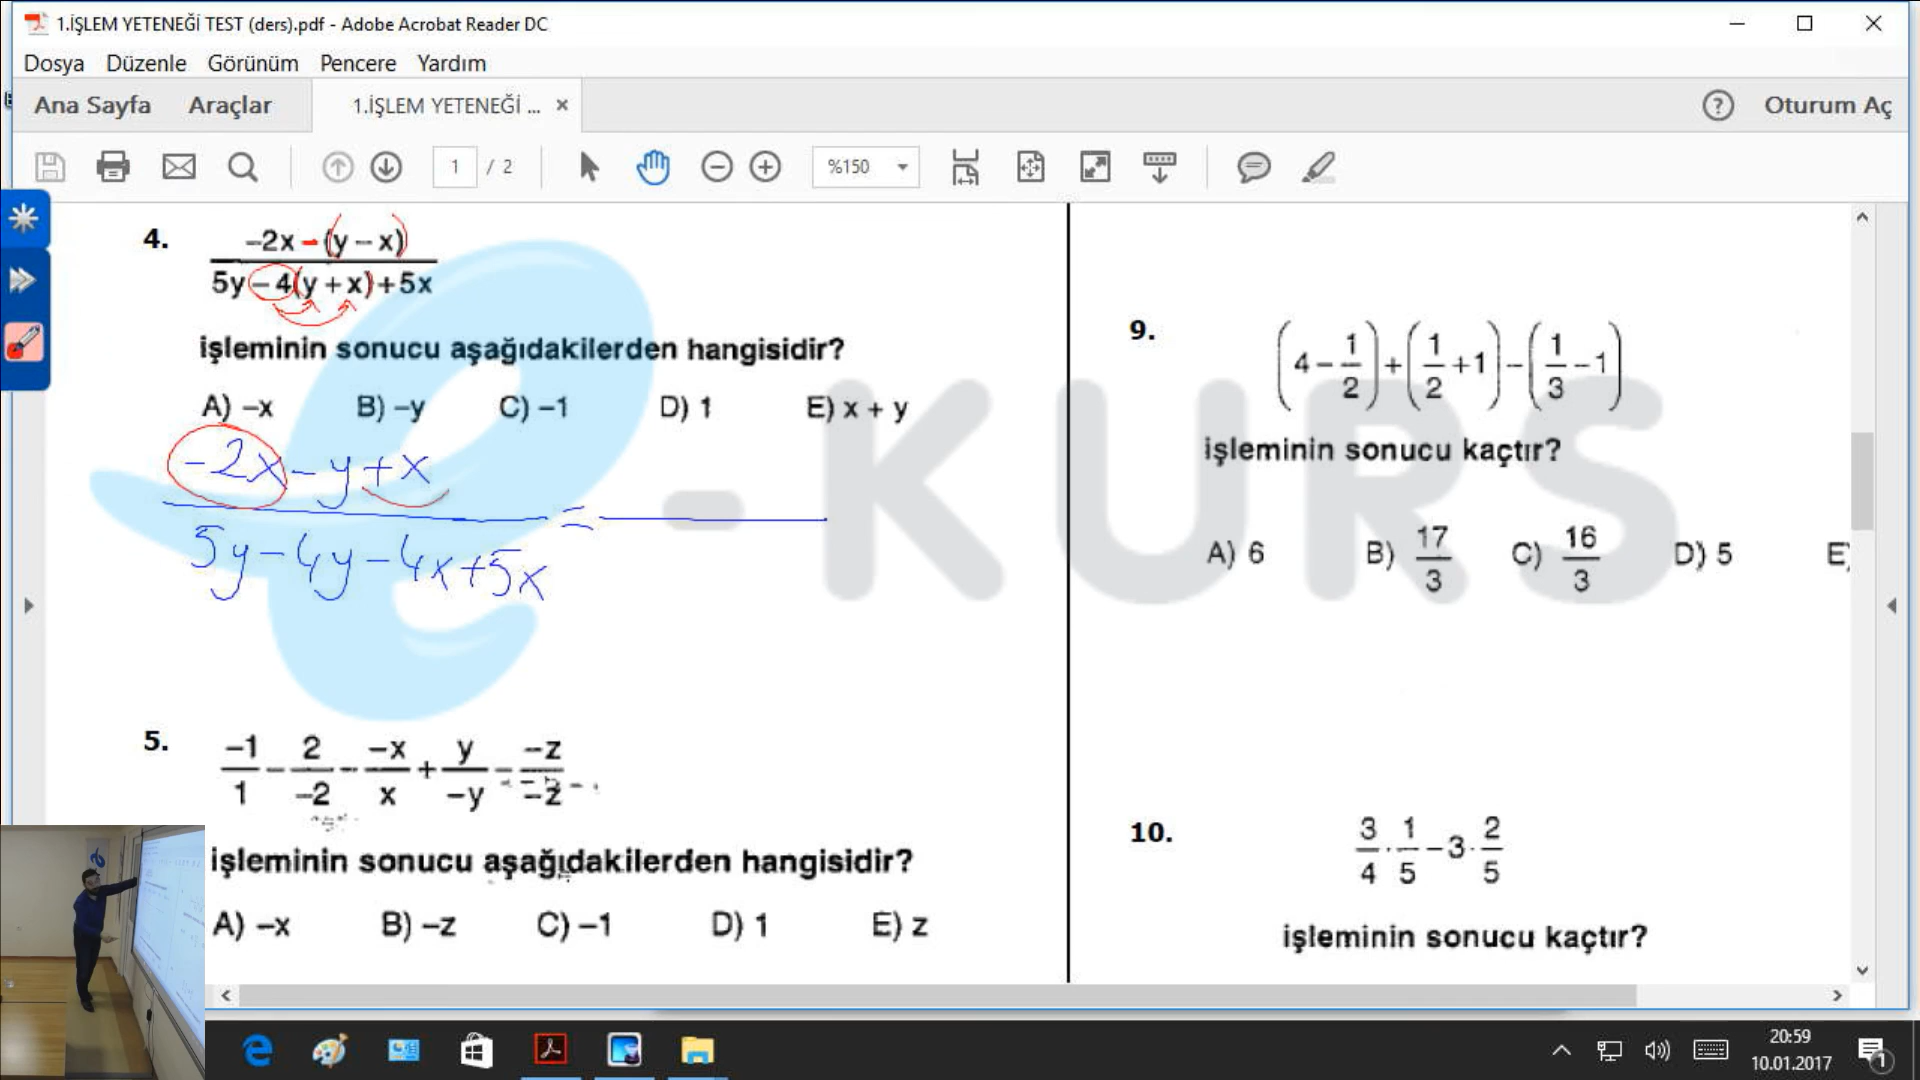 1.İŞLEM YETENEĞİ TEST (ders).pdf - Adobe Acrobat Reader DC
Dosya Düzenle Görünüm Pencere Yardım
Ana Sayfa Araçlar 1.İŞLEM YETENEĞİ ... × Oturum Aç
1 / 2 %150
4. -2x - (y - x)
5y - 4(y + x) + 5x
işleminin sonucu aşağıdakilerden hangisidir?
A) -x B) -y C) -1 D) 1 E) x + y
-2x - y + x
=
5y - 4y - 4x + 5x
5. -1/1 - 2/-2 - -x/x + y/-y - -z/-z
işleminin sonucu aşağıdakilerden hangisidir?
A) -x B) -z C) -1 D) 1 E) z
e-KURS
9. (4 - 1/2) + (1/2 + 1) - (1/3 - 1)
işleminin sonucu kaçtır?
A) 6 B) 17/3 C) 16/3 D) 5 E)
10. 3/4 · 1/5 - 3 · 2/5
işleminin sonucu kaçtır?
20:59
10.01.2017
1